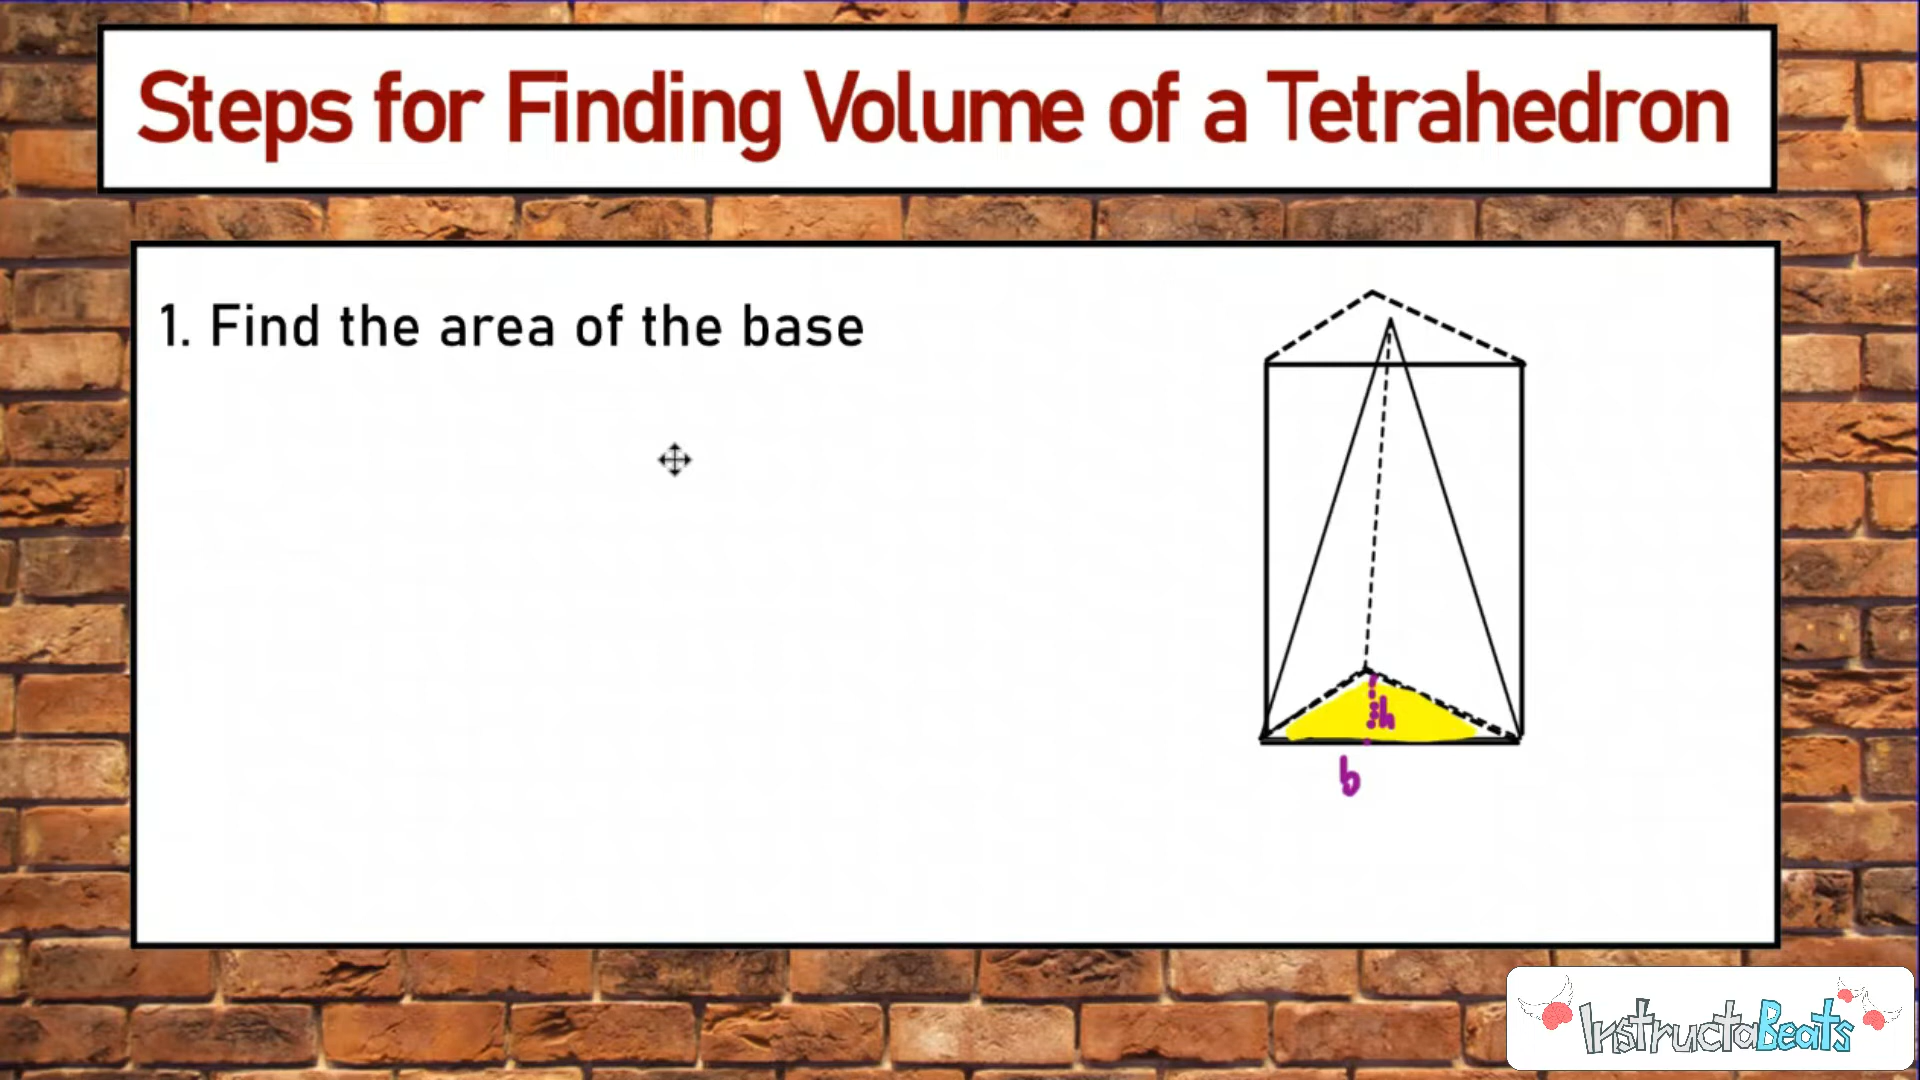 Steps for Finding Volume of a Tetrahedron
1. Find the area of the base
h
b
InstructaBeats